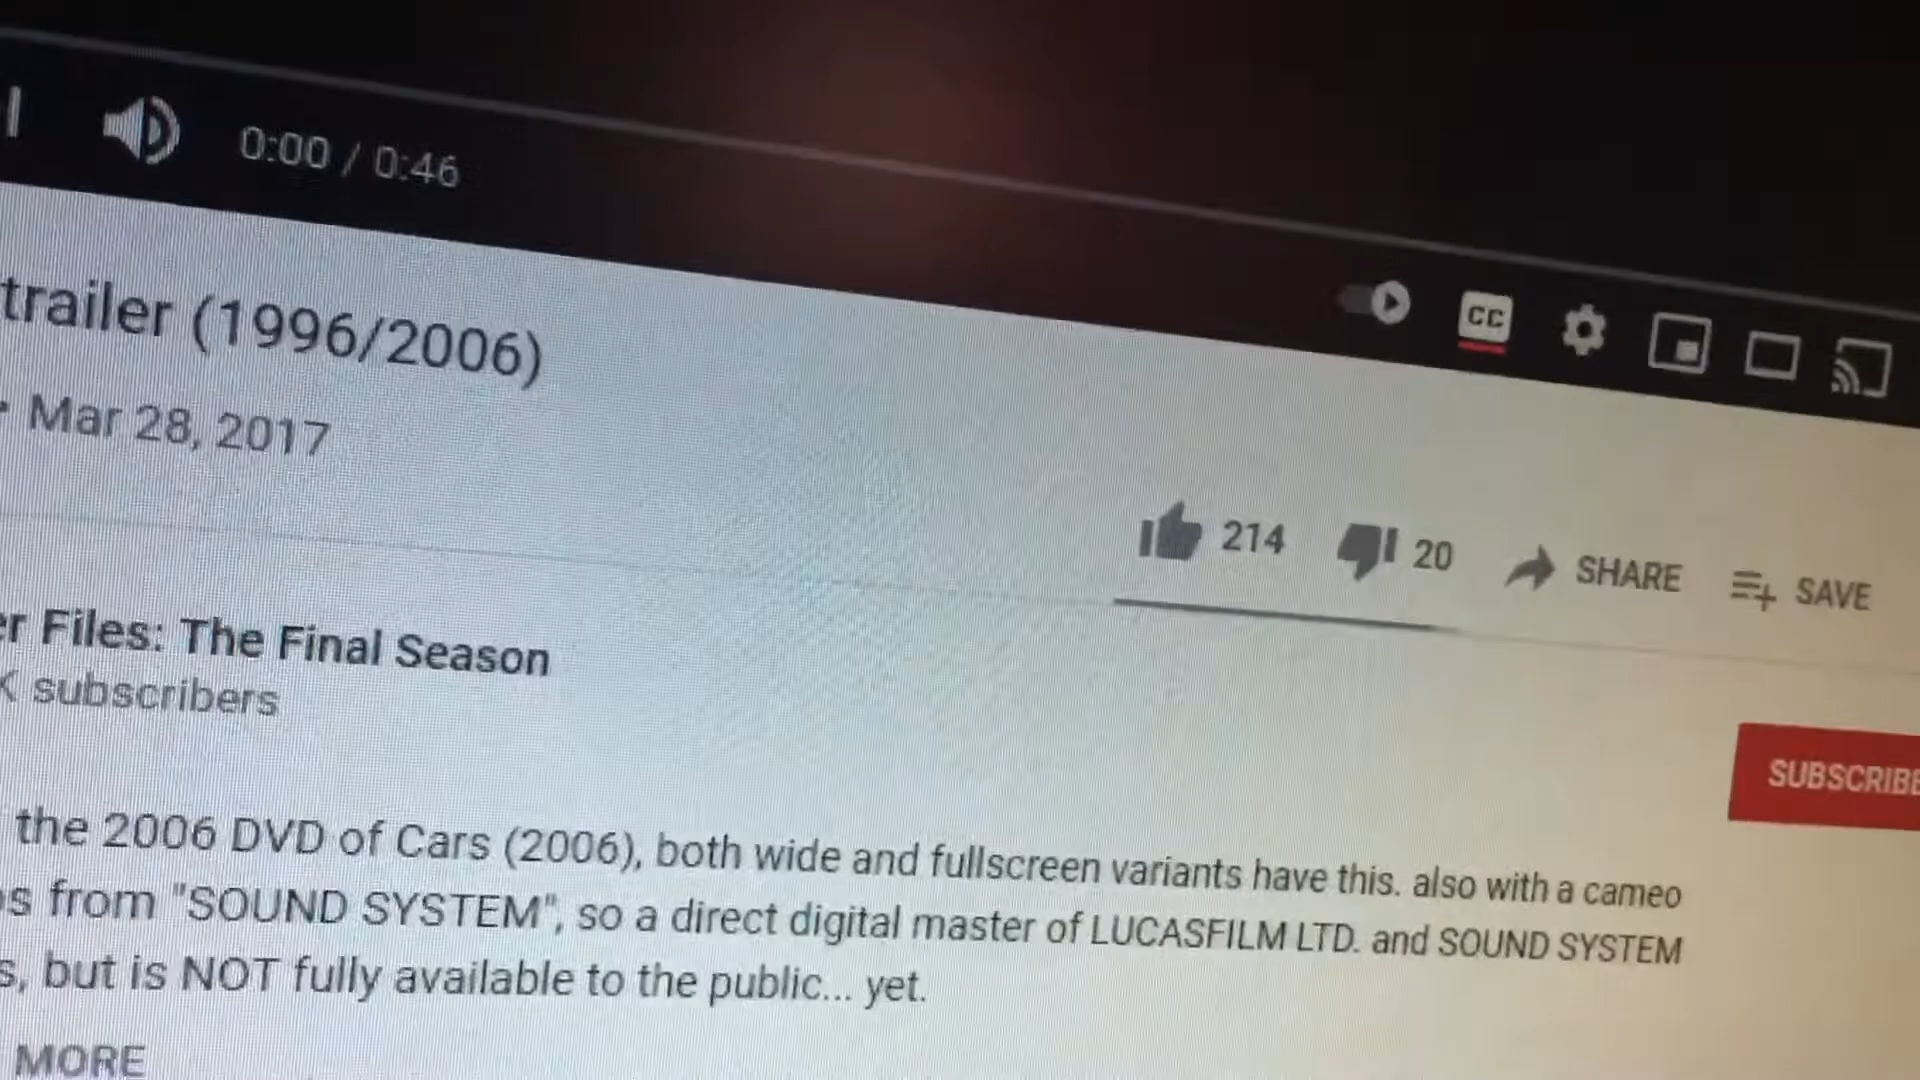 0:00 / 0:46
CC
trailer (1996/2006)
• Mar 28, 2017
214
20
SHARE
SAVE
er Files: The Final Season
K subscribers
SUBSCRIBE
the 2006 DVD of Cars (2006), both wide and fullscreen variants have this. also with a cameo
s from "SOUND SYSTEM", so a direct digital master of LUCASFILM LTD. and SOUND SYSTEM
s, but is NOT fully available to the public... yet.
MORE